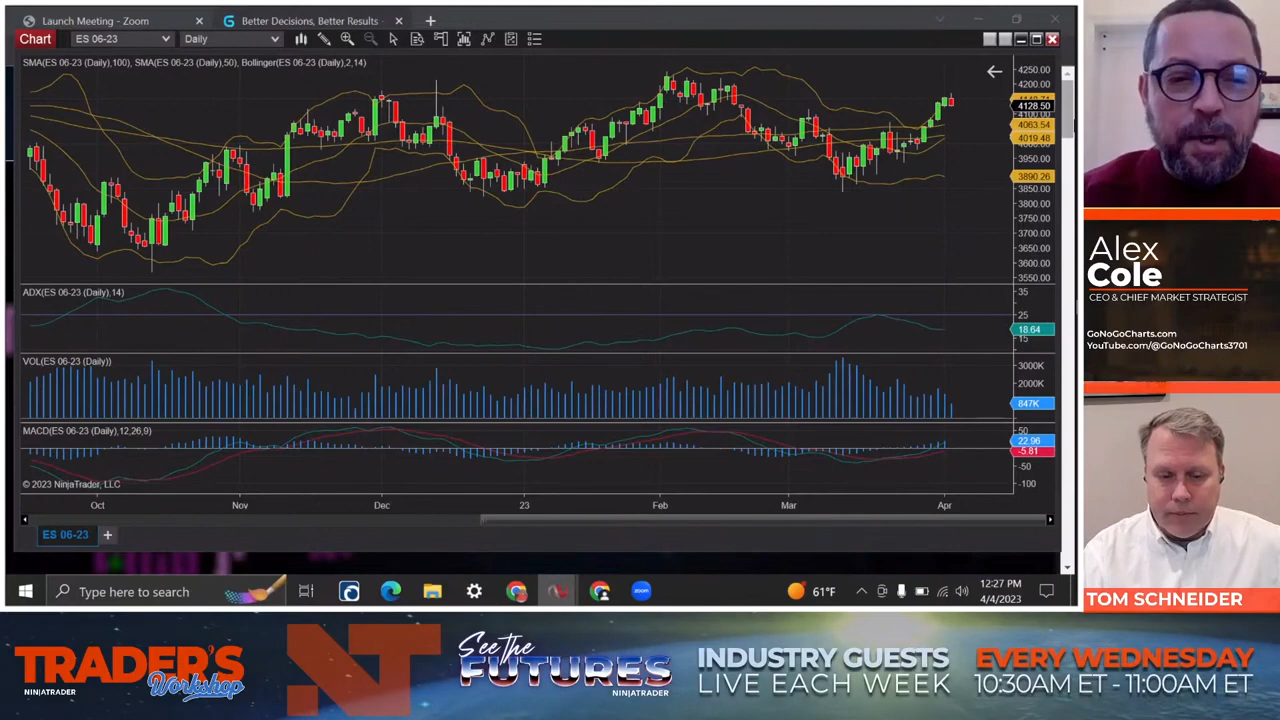 Launch Meeting - Zoom
Better Decisions, Better Results
Chart
ES 06-23
Daily
SMA(ES 06-23 (Daily),100), SMA(ES 06-23 (Daily),50), Bollinger(ES 06-23 (Daily),2,14)
4250.00
4200.00
4128.50
4100.00
4063.54
4019.48
3950.00
3890.26
3850.00
3800.00
3750.00
3700.00
3650.00
3600.00
3550.00
ADX(ES 06-23 (Daily),14)
35
25
18.64
15
VOL(ES 06-23 (Daily))
3000K
2000K
847K
MACD(ES 06-23 (Daily),12,26,9)
50
22.96
-5.81
-50
-100
© 2023 NinjaTrader, LLC
Oct
Nov
Dec
23
Feb
Mar
Apr
ES 06-23
Type here to search
61°F
12:27 PM
4/4/2023
Alex
Cole
CEO & CHIEF MARKET STRATEGIST
GoNoGoCharts.com
YouTube.com/@GoNoGoCharts3701
TOM SCHNEIDER
TRADER'S
Workshop
NINJATRADER
See the
FUTURES
NINJATRADER
INDUSTRY GUESTS
LIVE EACH WEEK
EVERY WEDNESDAY
10:30AM ET - 11:00AM ET